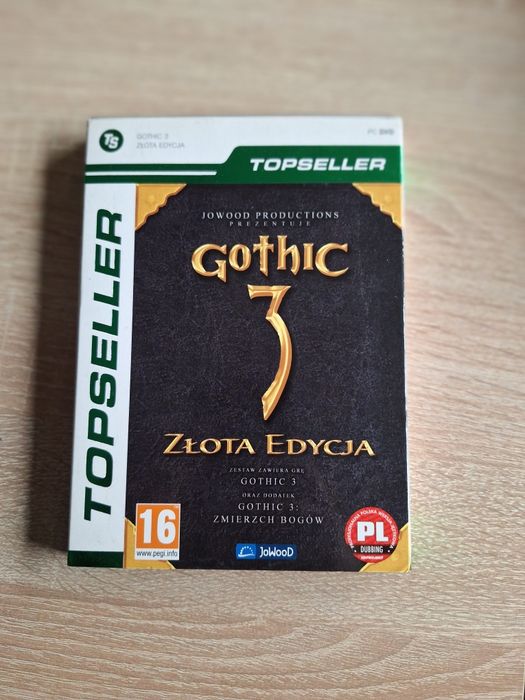 TS
GOTHIC 3
ZŁOTA EDYCJA
PC DVD
TOPSELLER
TOPSELLER
JOWOOD PRODUCTIONS
PREZENTUJE
GOTHIC
3
ZŁOTA EDYCJA
ZESTAW ZAWIERA GRĘ
GOTHIC 3
ORAZ DODATEK
GOTHIC 3:
ZMIERZCH BOGÓW
16
www.pegi.info
JoWooD
PL
DUBBING